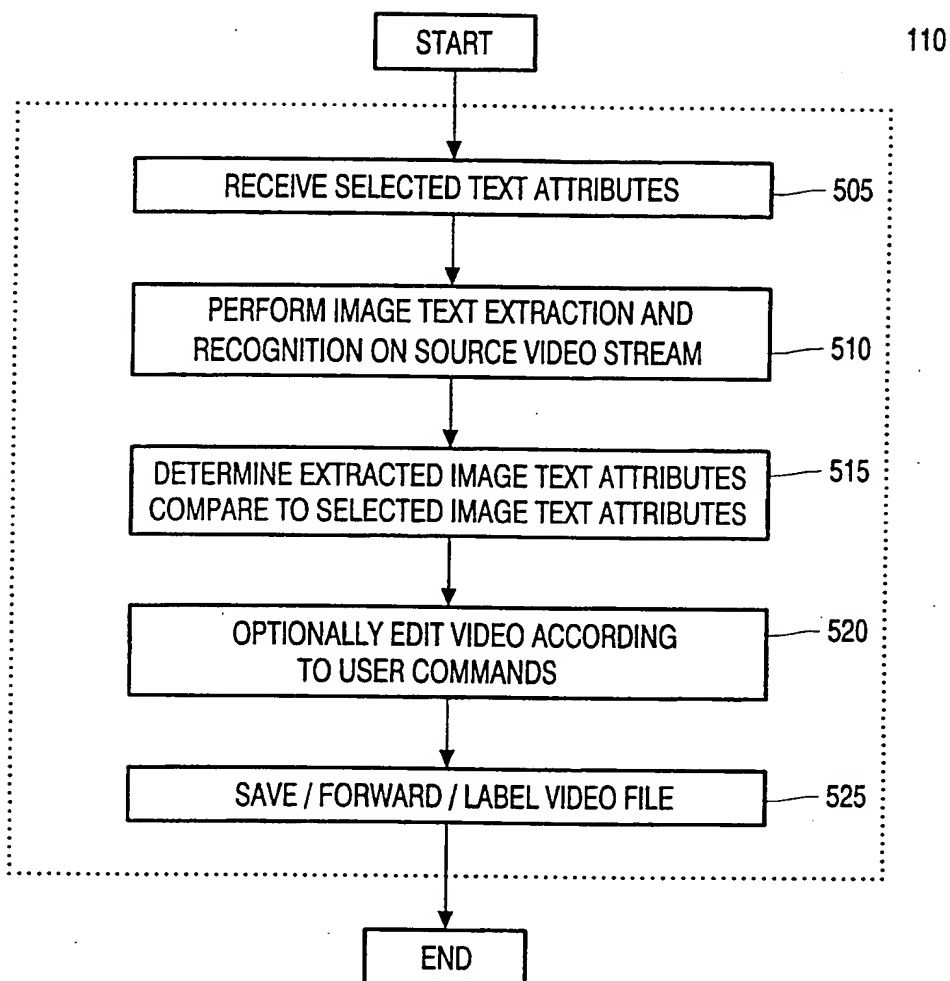 START
110
RECEIVE SELECTED TEXT ATTRIBUTES
505
PERFORM IMAGE TEXT EXTRACTION AND
RECOGNITION ON SOURCE VIDEO STREAM
510
DETERMINE EXTRACTED IMAGE TEXT ATTRIBUTES
COMPARE TO SELECTED IMAGE TEXT ATTRIBUTES
515
OPTIONALLY EDIT VIDEO ACCORDING
TO USER COMMANDS
520
SAVE / FORWARD / LABEL VIDEO FILE
525
END